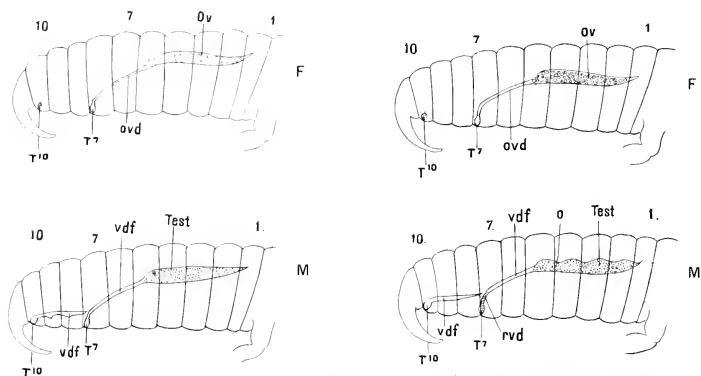 10 7 Ov 1
F
T10 T7 ovd
10 7 Ov 1.
F
T10 T7 ovd
10 7 vdf Test 1.
M
vdf T7
T10
10. 7. vdf o Test 1.
M
vdf T7 rvd
T10